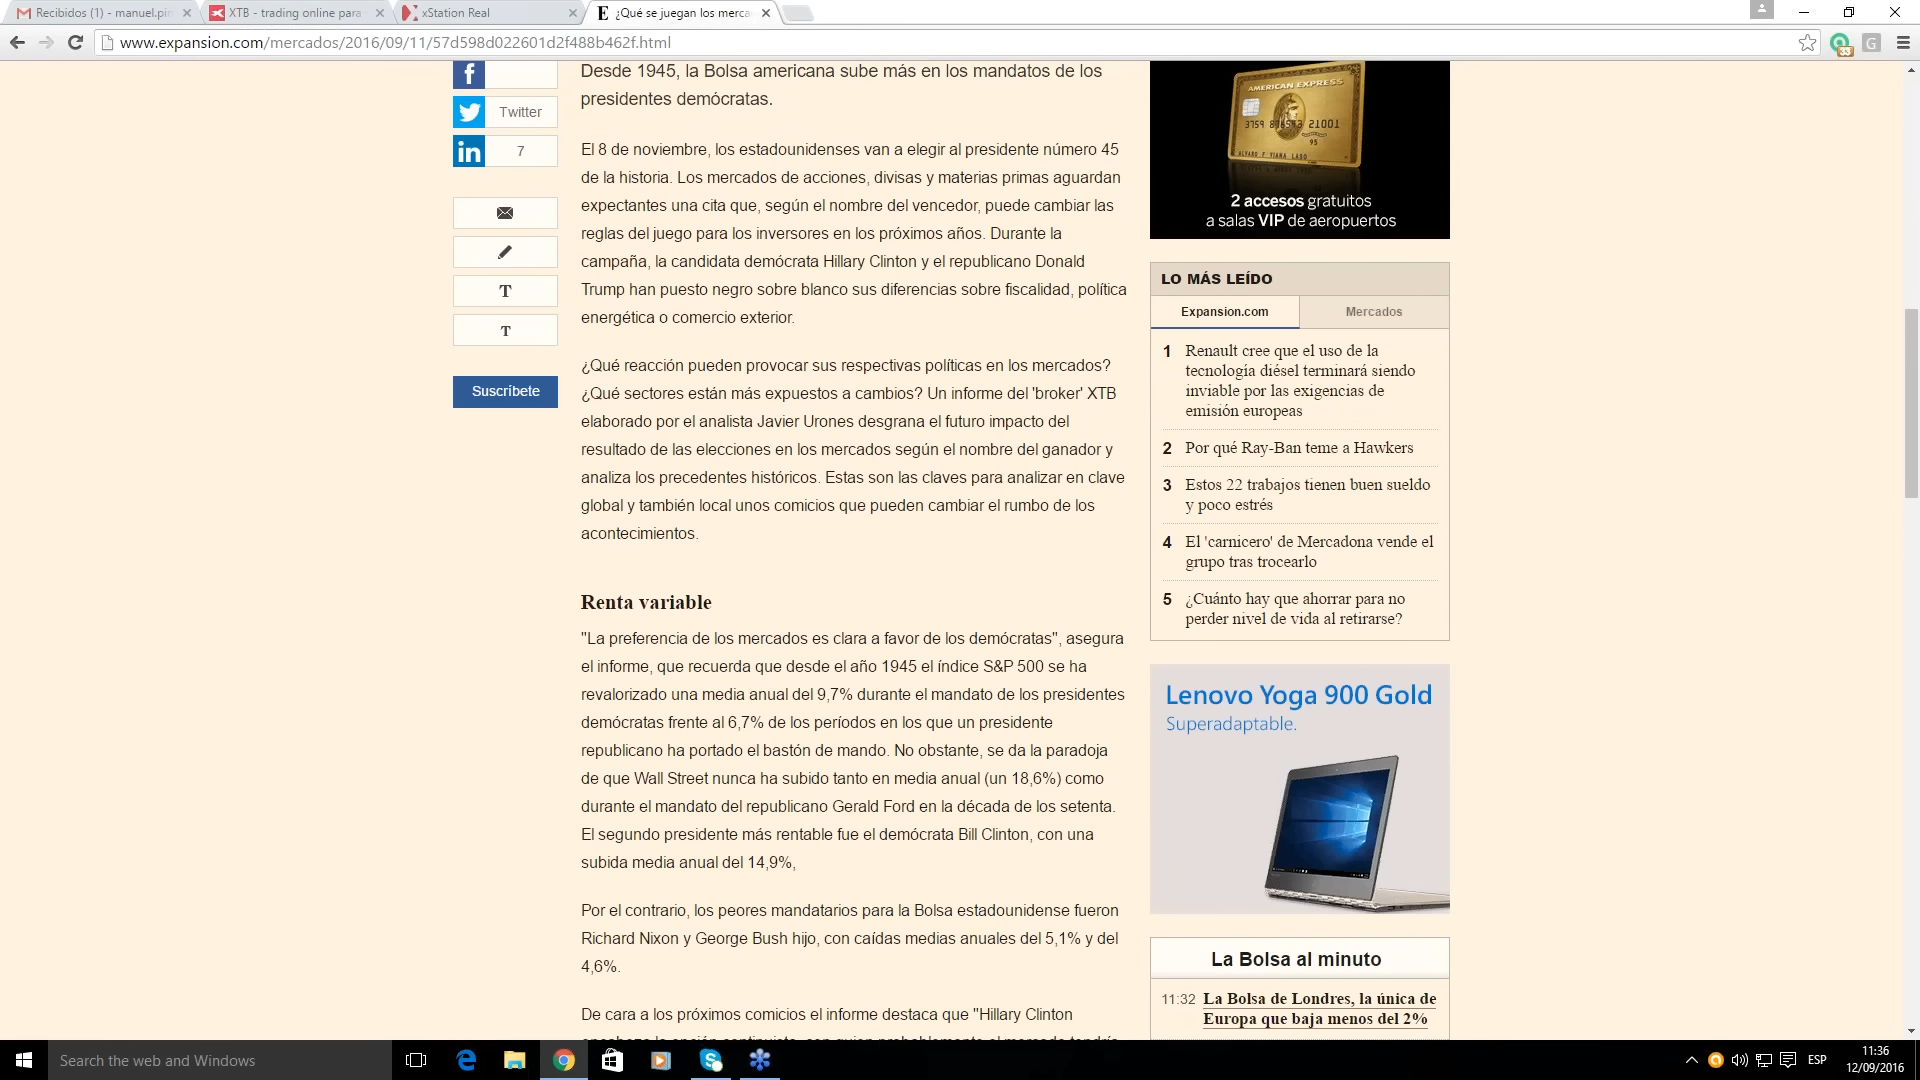 Recibidos (1) - manuel.pin
XTB - trading online para
xStation Real
¿Qué se juegan los merca
www.expansion.com/mercados/2016/09/11/57d598d022601d2f488b462f.html
33
Twitter
7
T
T
Suscríbete
Desde 1945, la Bolsa americana sube más en los mandatos de los
presidentes demócratas.
El 8 de noviembre, los estadounidenses van a elegir al presidente número 45
de la historia. Los mercados de acciones, divisas y materias primas aguardan
expectantes una cita que, según el nombre del vencedor, puede cambiar las
reglas del juego para los inversores en los próximos años. Durante la
campaña, la candidata demócrata Hillary Clinton y el republicano Donald
Trump han puesto negro sobre blanco sus diferencias sobre fiscalidad, política
energética o comercio exterior.
¿Qué reacción pueden provocar sus respectivas políticas en los mercados?
¿Qué sectores están más expuestos a cambios? Un informe del 'broker' XTB
elaborado por el analista Javier Urones desgrana el futuro impacto del
resultado de las elecciones en los mercados según el nombre del ganador y
analiza los precedentes históricos. Estas son las claves para analizar en clave
global y también local unos comicios que pueden cambiar el rumbo de los
acontecimientos.
Renta variable
"La preferencia de los mercados es clara a favor de los demócratas", asegura
el informe, que recuerda que desde el año 1945 el índice S&P 500 se ha
revalorizado una media anual del 9,7% durante el mandato de los presidentes
demócratas frente al 6,7% de los períodos en los que un presidente
republicano ha portado el bastón de mando. No obstante, se da la paradoja
de que Wall Street nunca ha subido tanto en media anual (un 18,6%) como
durante el mandato del republicano Gerald Ford en la década de los setenta.
El segundo presidente más rentable fue el demócrata Bill Clinton, con una
subida media anual del 14,9%,
Por el contrario, los peores mandatarios para la Bolsa estadounidense fueron
Richard Nixon y George Bush hijo, con caídas medias anuales del 5,1% y del
4,6%.
De cara a los próximos comicios el informe destaca que "Hillary Clinton
AMERICAN EXPRESS
21001
95
2 accesos gratuitos
a salas VIP de aeropuertos
LO MÁS LEÍDO
Expansion.com
Mercados
1 Renault cree que el uso de la
tecnología diésel terminará siendo
inviable por las exigencias de
emisión europeas
2 Por qué Ray-Ban teme a Hawkers
3 Estos 22 trabajos tienen buen sueldo
y poco estrés
4 El 'carnicero' de Mercadona vende el
grupo tras trocearlo
5 ¿Cuánto hay que ahorrar para no
perder nivel de vida al retirarse?
Lenovo Yoga 900 Gold
Superadaptable.
La Bolsa al minuto
11:32 La Bolsa de Londres, la única de
Europa que baja menos del 2%
Search the web and Windows
ESP
11:36
12/09/2016